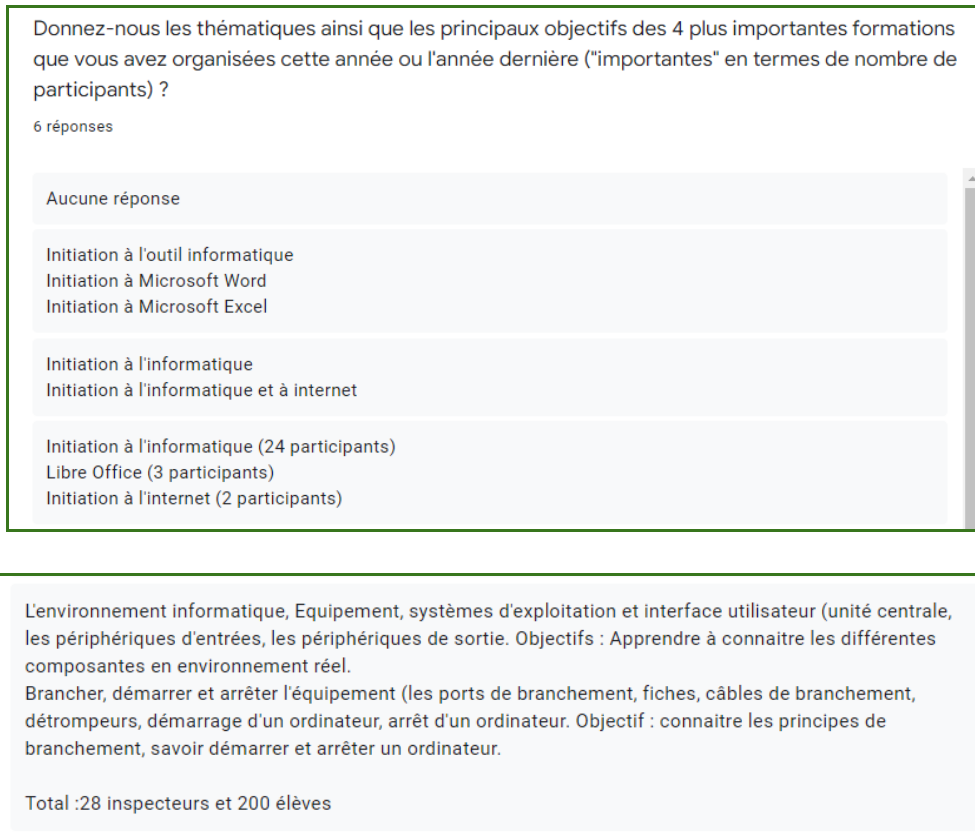 Donnez-nous les thématiques ainsi que les principaux objectifs des 4 plus importantes formations
que vous avez organisées cette année ou l'année dernière ("importantes" en termes de nombre de
participants) ?
6 réponses
Aucune réponse
Initiation à l'outil informatique
Initiation à Microsoft Word
Initiation à Microsoft Excel
Initiation à l'informatique
Initiation à l'informatique et à internet
Initiation à l'informatique (24 participants)
Libre Office (3 participants)
Initiation à l'internet (2 participants)
L'environnement informatique, Equipement, systèmes d'exploitation et interface utilisateur (unité centrale,
les périphériques d'entrées, les périphériques de sortie. Objectifs : Apprendre à connaitre les différentes
composantes en environnement réel.
Brancher, démarrer et arrêter l'équipement (les ports de branchement, fiches, câbles de branchement,
détrompeurs, démarrage d'un ordinateur, arrêt d'un ordinateur. Objectif : connaitre les principes de
branchement, savoir démarrer et arrêter un ordinateur.
Total :28 inspecteurs et 200 élèves